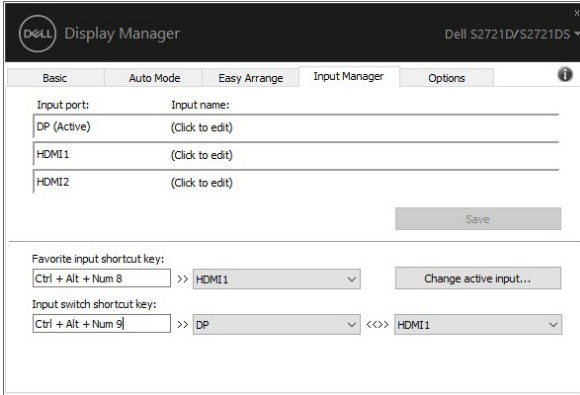 DELL Display Manager Dell S2721D/S2721DS
Basic Auto Mode Easy Arrange Input Manager Options
Input port: Input name:
DP (Active) (Click to edit)
HDMI1 (Click to edit)
HDMI2 (Click to edit)
Save
Favorite input shortcut key:
Ctrl + Alt + Num 8 >> HDMI1 Change active input...
Input switch shortcut key:
Ctrl + Alt + Num 9 >> DP <<>> HDMI1